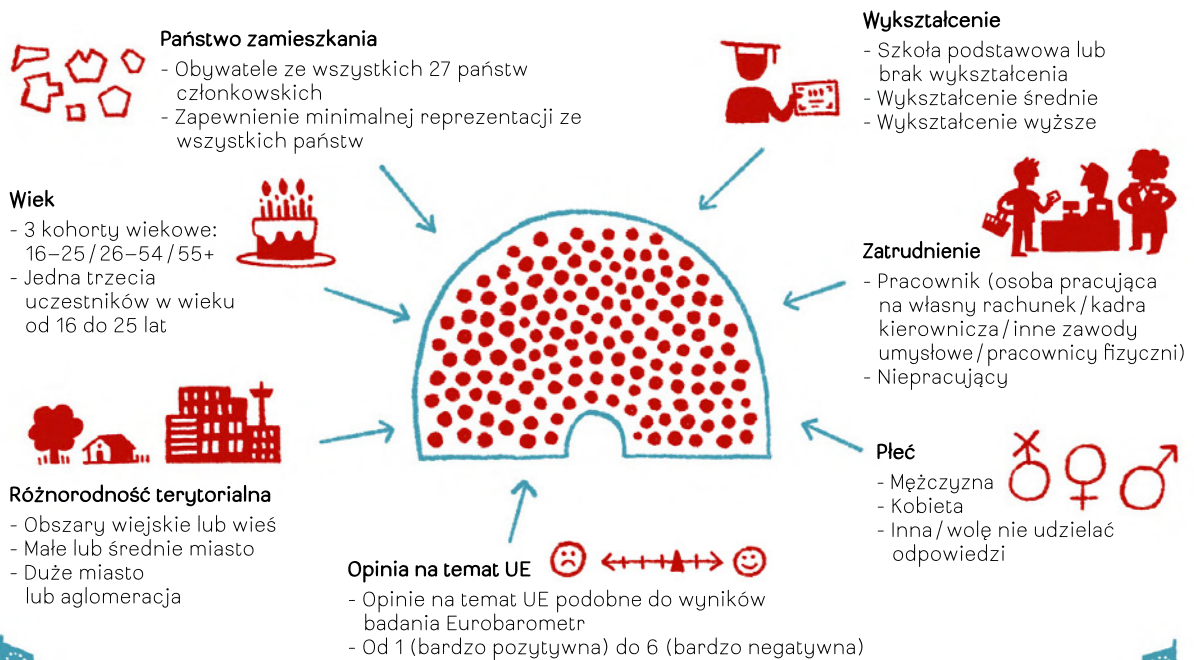 Państwo zamieszkania
- Obywatele ze wszystkich 27 państw
członkowskich
- Zapewnienie minimalnej reprezentacji ze
wszystkich państw
Wykształcenie
- Szkoła podstawowa lub
brak wykształcenia
- Wykształcenie średnie
- Wykształcenie wyższe
Wiek
- 3 kohorty wiekowe:
16–25/26–54/55+
- Jedna trzecia
uczestników w wieku
od 16 do 25 lat
Zatrudnienie
- Pracownik (osoba pracująca
na własny rachunek/kadra
kierownicza/inne zawody
umysłowe/pracownicy fizyczni)
- Niepracujący
Różnorodność terytorialna
- Obszary wiejskie lub wieś
- Małe lub średnie miasto
- Duże miasto
lub aglomeracja
Płeć
- Mężczyzna
- Kobieta
- Inna/wolę nie udzielać
odpowiedzi
Opinia na temat UE
- Opinie na temat UE podobne do wyników
badania Eurobarometr
- Od 1 (bardzo pozytywna) do 6 (bardzo negatywna)